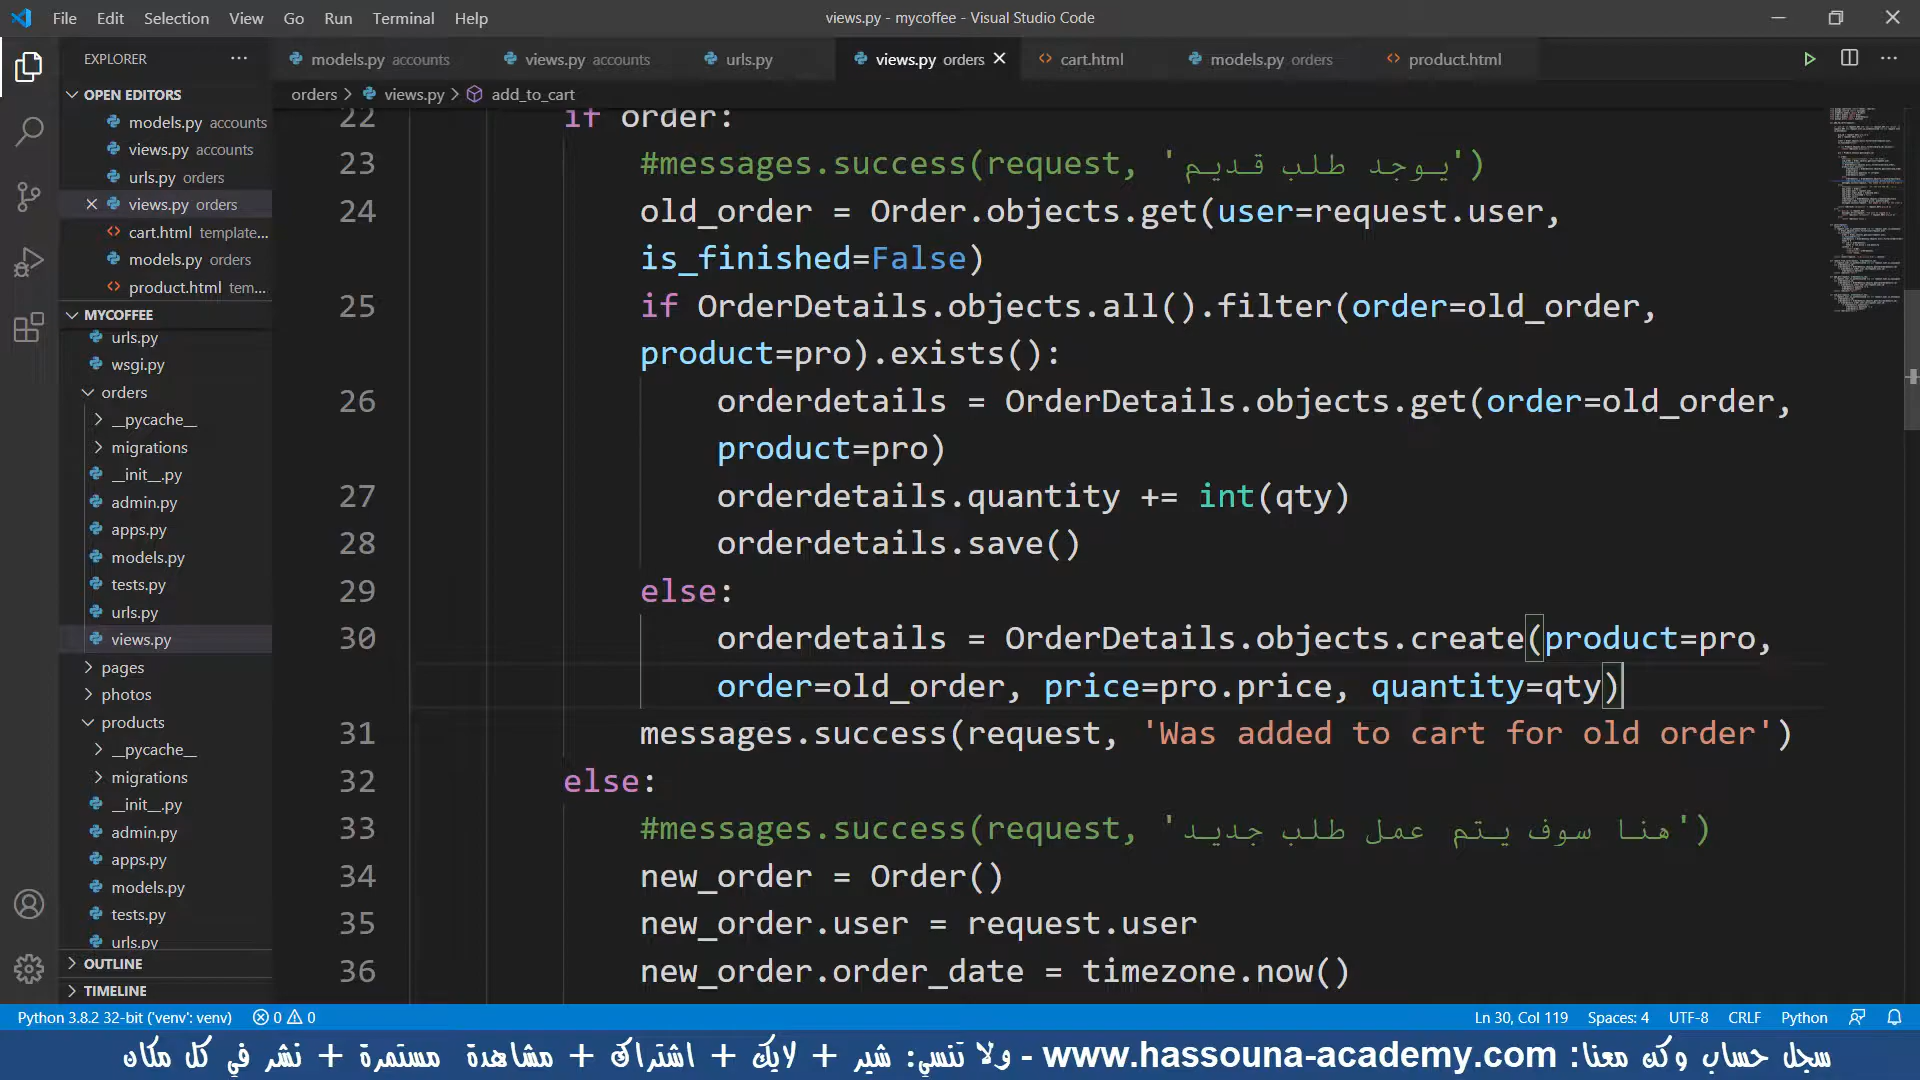 File Edit Selection View Go Run Terminal Help
views.py - mycoffee - Visual Studio Code
EXPLORER
models.py accounts
views.py accounts
urls.py
views.py orders
cart.html
models.py orders
product.html
OPEN EDITORS
models.py accounts
views.py accounts
urls.py orders
views.py orders
cart.html template...
models.py orders
product.html tem...
MYCOFFEE
urls.py
wsgi.py
orders
__pycache__
migrations
__init__.py
admin.py
apps.py
models.py
tests.py
urls.py
views.py
pages
photos
products
__pycache__
migrations
__init__.py
admin.py
apps.py
models.py
tests.py
urls.py
OUTLINE
TIMELINE
orders > views.py > add_to_cart
22 if order:
23 #messages.success(request, 'يوجد طلب قديم')
24 old_order = Order.objects.get(user=request.user,
is_finished=False)
25 if OrderDetails.objects.all().filter(order=old_order,
product=pro).exists():
26 orderdetails = OrderDetails.objects.get(order=old_order,
product=pro)
27 orderdetails.quantity += int(qty)
28 orderdetails.save()
29 else:
30 orderdetails = OrderDetails.objects.create(product=pro,
order=old_order, price=pro.price, quantity=qty)
31 messages.success(request, 'Was added to cart for old order')
32 else:
33 #messages.success(request, 'هنا سوف يتم عمل طلب جديد')
34 new_order = Order()
35 new_order.user = request.user
36 new_order.order_date = timezone.now()
Python 3.8.2 32-bit ('venv': venv) 0 0
Ln 30, Col 119 Spaces: 4 UTF-8 CRLF Python
سجل حساب وكن معنا: www.hassouna-academy.com - ولا تنسي: شير + لايك + اشتراك + مشاهدة مستمرة + نشر في كل مكان